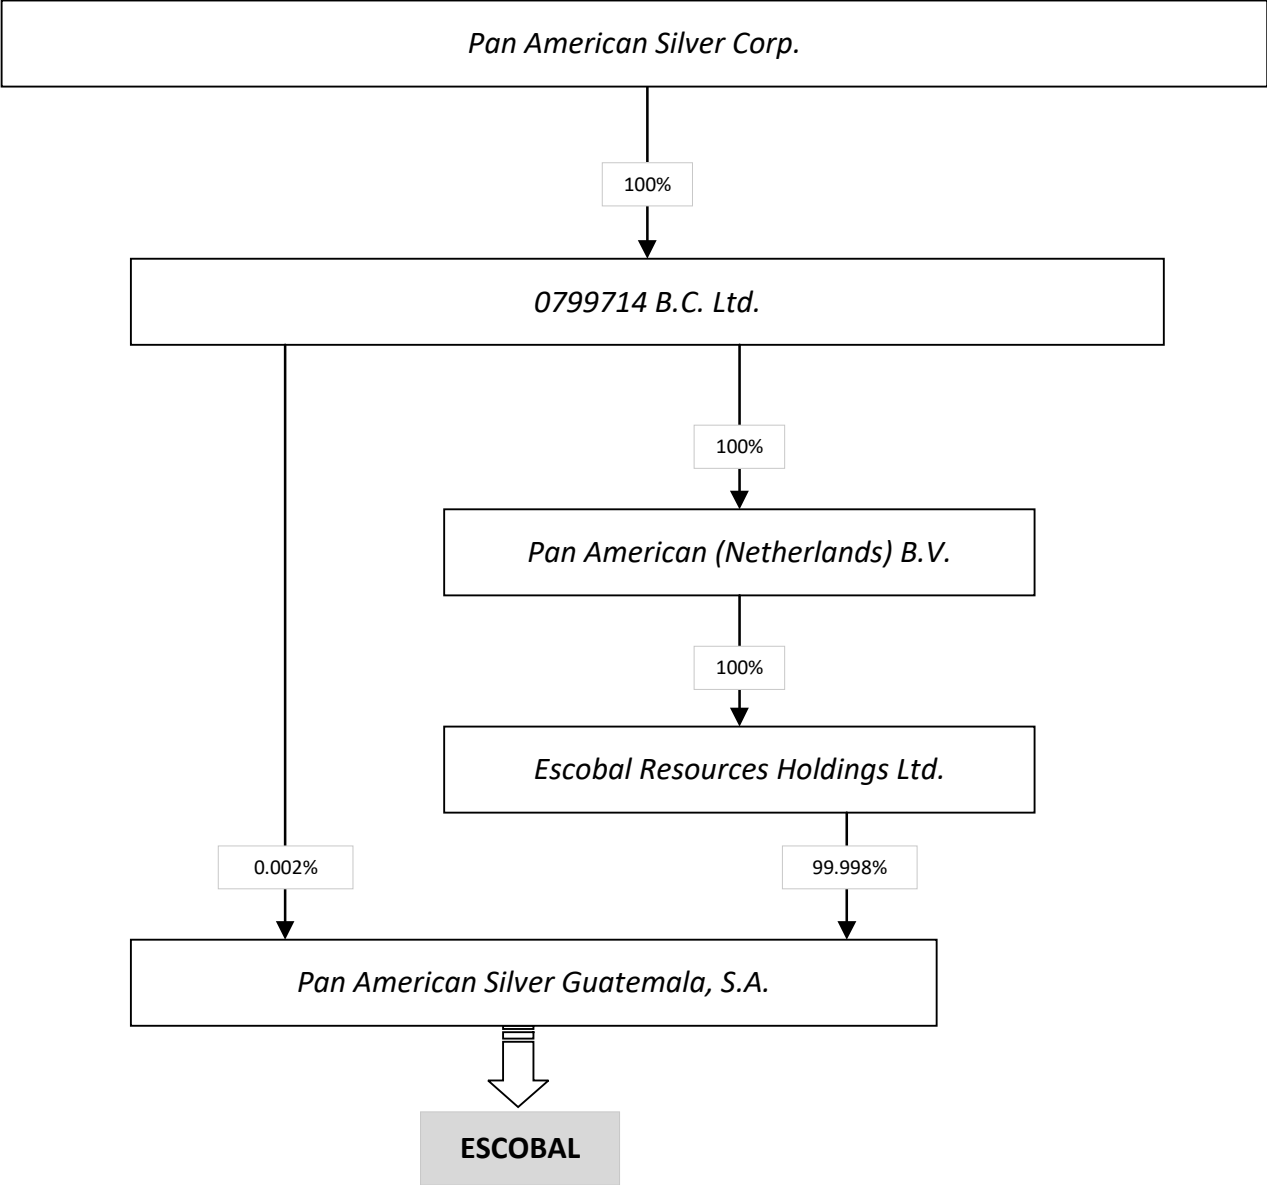 Pan American Silver Corp.
100%
0799714 B.C. Ltd.
100%
Pan American (Netherlands) B.V.
100%
Escobal Resources Holdings Ltd.
0.002%
99.998%
Pan American Silver Guatemala, S.A.
ESCOBAL